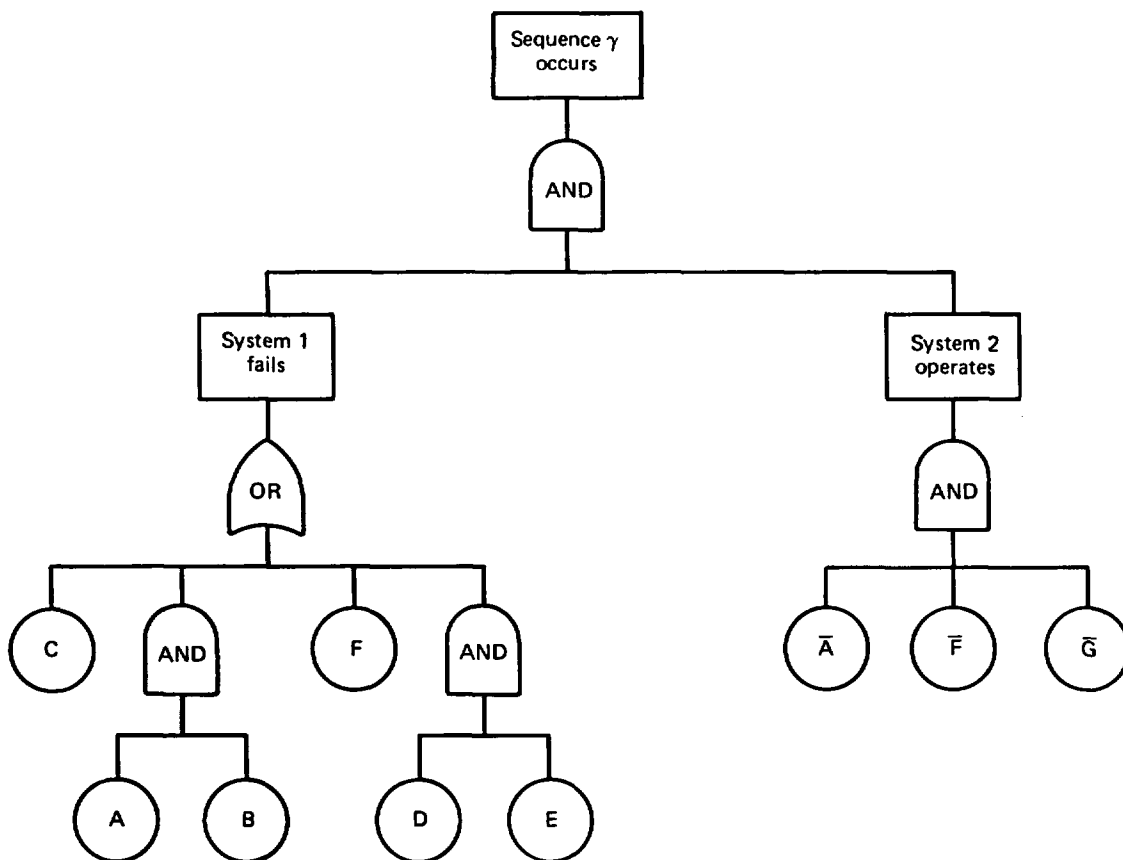 Sequence γ
occurs
AND
System 1
fails
System 2
operates
OR
AND
C
AND
F
AND
A̅
F̅
G̅
A
B
D
E